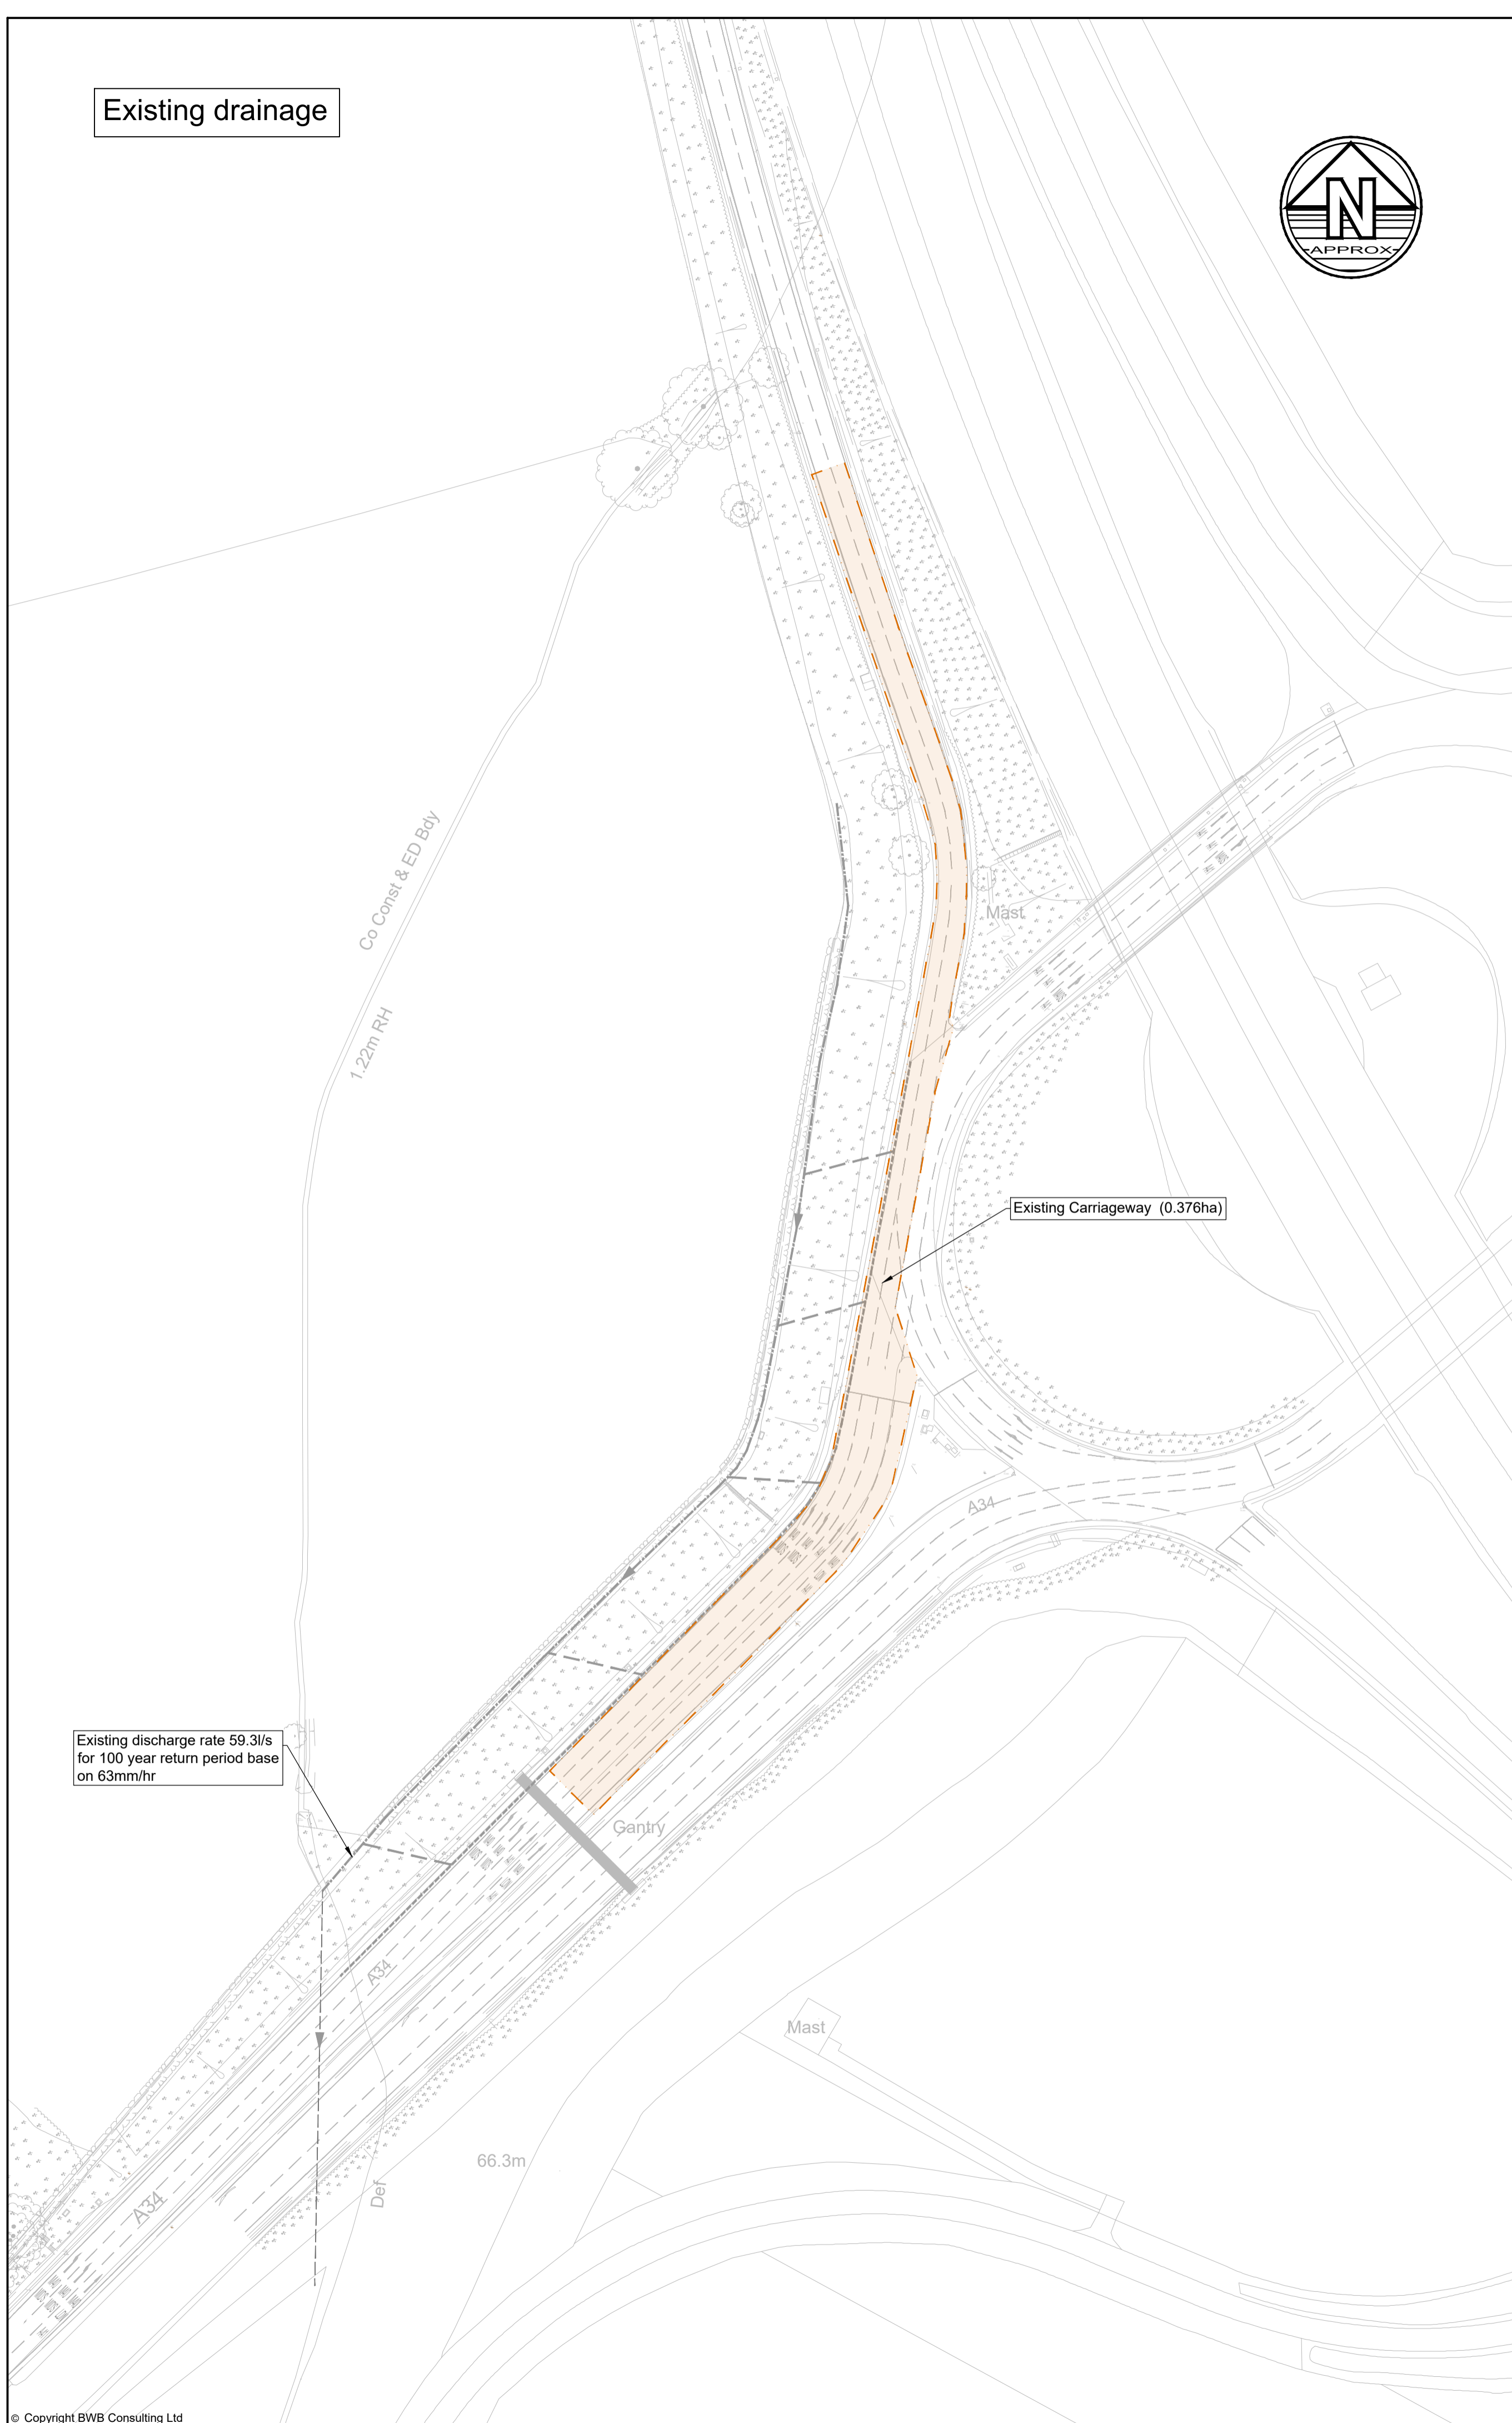 Existing drainage
N
APPROX
Co Const & ED Bdy
1.22m RH
Mast
Existing Carriageway (0.376ha)
A34
Existing discharge rate 59.3l/s
for 100 year return period base
on 63mm/hr
Gantry
A34
Mast
66.3m
Def
A34
© Copyright BWB Consulting Ltd